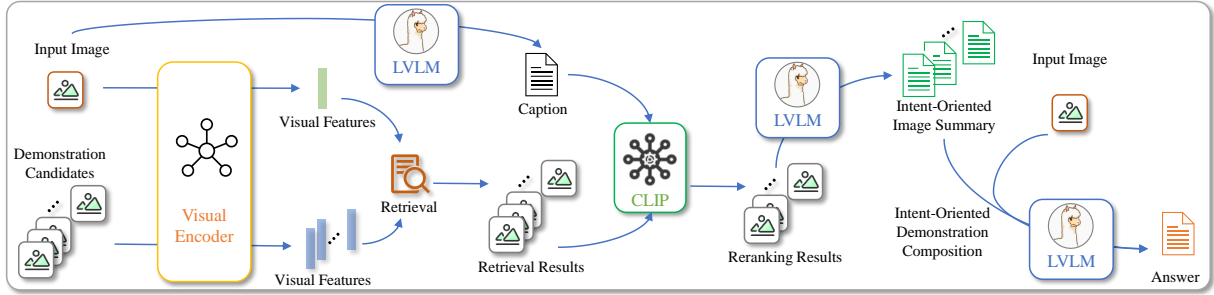 Input Image
LVLM
Caption
Visual Features
Demonstration
Candidates
Visual
Encoder
Visual Features
Retrieval
Retrieval Results
CLIP
Reranking Results
LVLM
Intent-Oriented
Image Summary
Input Image
Intent-Oriented
Demonstration
Composition
LVLM
Answer